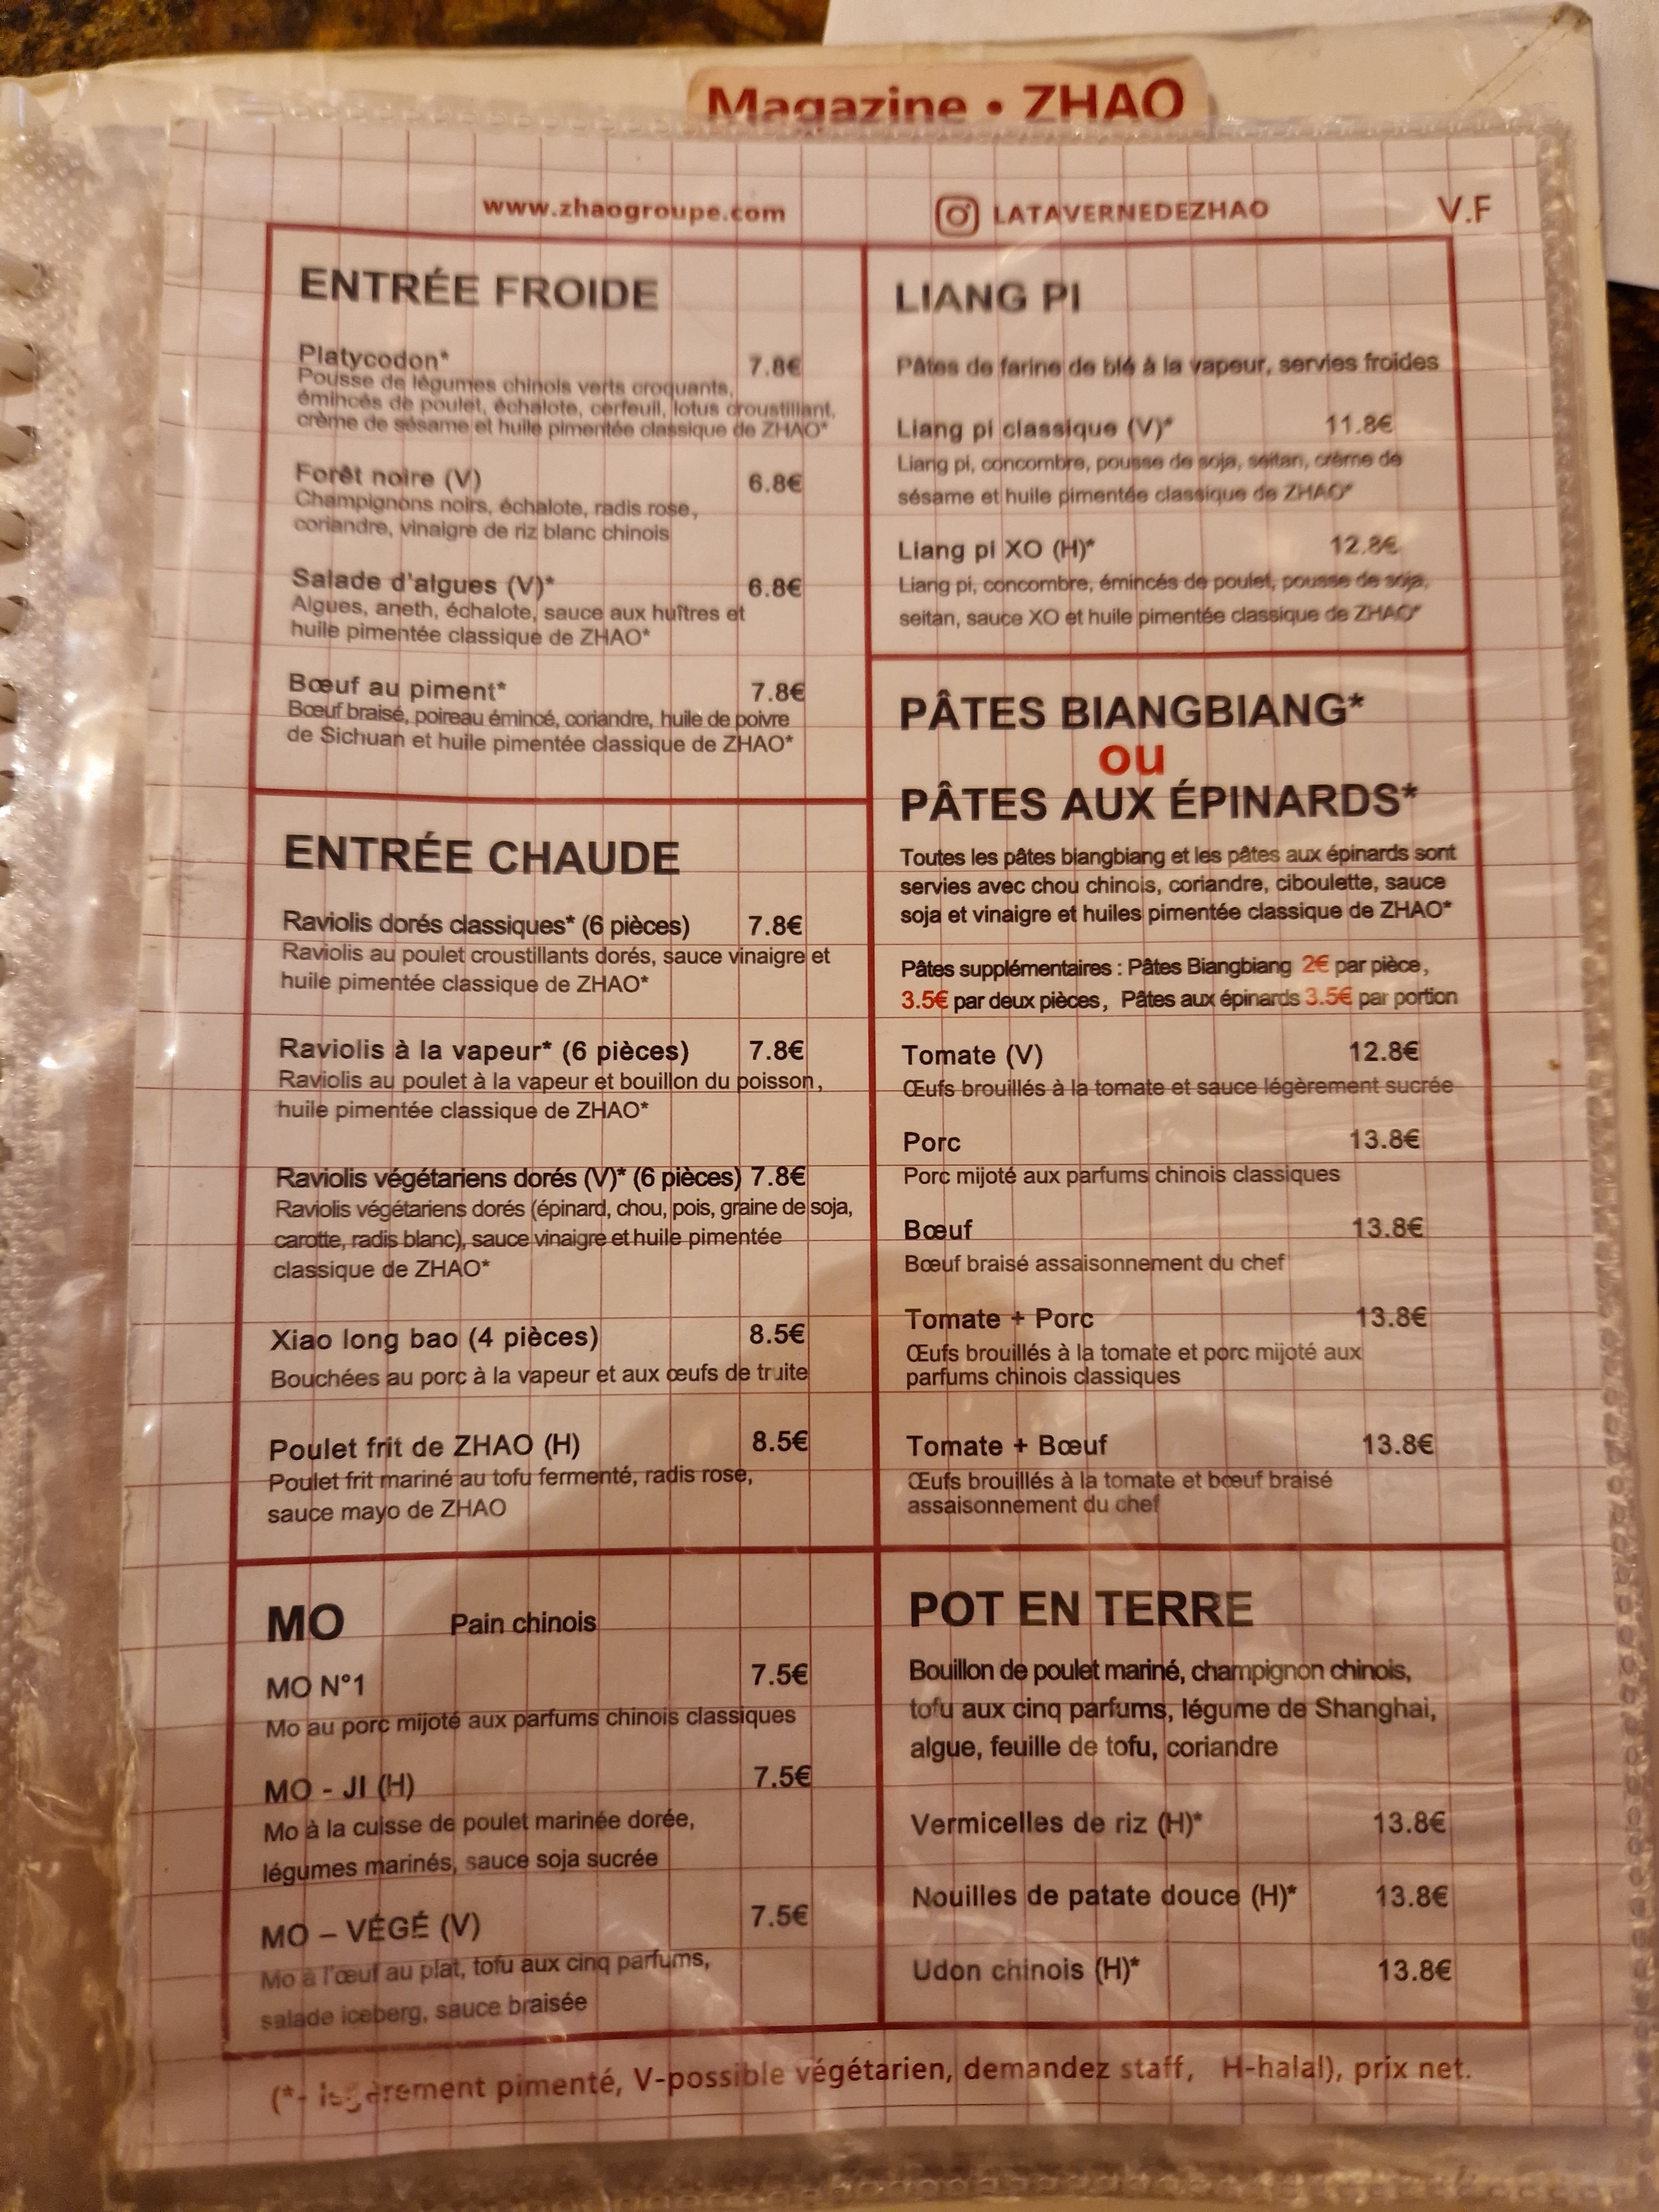 Magazine • ZHAO
www.zhaogroupe.com
LATAVERNEDEZHAO
V.F
ENTRÉE FROIDE
Platycodon* 7.8€
Pousse de légumes chinois verts croquants,
émincés de poulet, échalote, cerfeuil, lotus croustillant,
crème de sésame et huile pimentée classique de ZHAO*
Forêt noire (V) 6.8€
Champignons noirs, échalote, radis rose,
coriandre, vinaigre de riz blanc chinois
Salade d'algues (V)* 6.8€
Algues, aneth, échalote, sauce aux huîtres et
huile pimentée classique de ZHAO*
Bœuf au piment* 7.8€
Bœuf braisé, poireau émincé, coriandre, huile de poivre
de Sichuan et huile pimentée classique de ZHAO*
ENTRÉE CHAUDE
Raviolis dorés classiques* (6 pièces) 7.8€
Raviolis au poulet croustillants dorés, sauce vinaigre et
huile pimentée classique de ZHAO*
Raviolis à la vapeur* (6 pièces) 7.8€
Raviolis au poulet à la vapeur et bouillon du poisson,
huile pimentée classique de ZHAO*
Raviolis végétariens dorés (V)* (6 pièces) 7.8€
Raviolis végétariens dorés (épinard, chou, pois, graine de soja,
carotte, radis blanc), sauce vinaigre et huile pimentée
classique de ZHAO*
Xiao long bao (4 pièces) 8.5€
Bouchées au porc à la vapeur et aux œufs de truite
Poulet frit de ZHAO (H) 8.5€
Poulet frit mariné au tofu fermenté, radis rose,
sauce mayo de ZHAO
MO Pain chinois
MO N°1 7.5€
Mo au porc mijoté aux parfums chinois classiques
MO - JI (H) 7.5€
Mo à la cuisse de poulet marinée dorée,
légumes marinés, sauce soja sucrée
MO – VÉGÉ (V) 7.5€
Mo à l'œuf au plat, tofu aux cinq parfums,
salade iceberg, sauce braisée
LIANG PI
Pâtes de farine de blé à la vapeur, servies froides
Liang pi classique (V)* 11.8€
Liang pi, concombre, pousse de soja, seitan, crème de
sésame et huile pimentée classique de ZHAO*
Liang pi XO (H)* 12.8€
Liang pi, concombre, émincés de poulet, pousse de soja,
seitan, sauce XO et huile pimentée classique de ZHAO*
PÂTES BIANGBIANG*
ou
PÂTES AUX ÉPINARDS*
Toutes les pâtes biangbiang et les pâtes aux épinards sont
servies avec chou chinois, coriandre, ciboulette, sauce
soja et vinaigre et huiles pimentée classique de ZHAO*
Pâtes supplémentaires : Pâtes Biangbiang 2€ par pièce,
3.5€ par deux pièces, Pâtes aux épinards 3.5€ par portion
Tomate (V) 12.8€
Œufs brouillés à la tomate et sauce légèrement sucrée
Porc 13.8€
Porc mijoté aux parfums chinois classiques
Bœuf 13.8€
Bœuf braisé assaisonnement du chef
Tomate + Porc 13.8€
Œufs brouillés à la tomate et porc mijoté aux
parfums chinois classiques
Tomate + Bœuf 13.8€
Œufs brouillés à la tomate et bœuf braisé
assaisonnement du chef
POT EN TERRE
Bouillon de poulet mariné, champignon chinois,
tofu aux cinq parfums, légume de Shanghai,
algue, feuille de tofu, coriandre
Vermicelles de riz (H)* 13.8€
Nouilles de patate douce (H)* 13.8€
Udon chinois (H)* 13.8€
(*- légèrement pimenté, V-possible végétarien, demandez staff, H-halal), prix net.